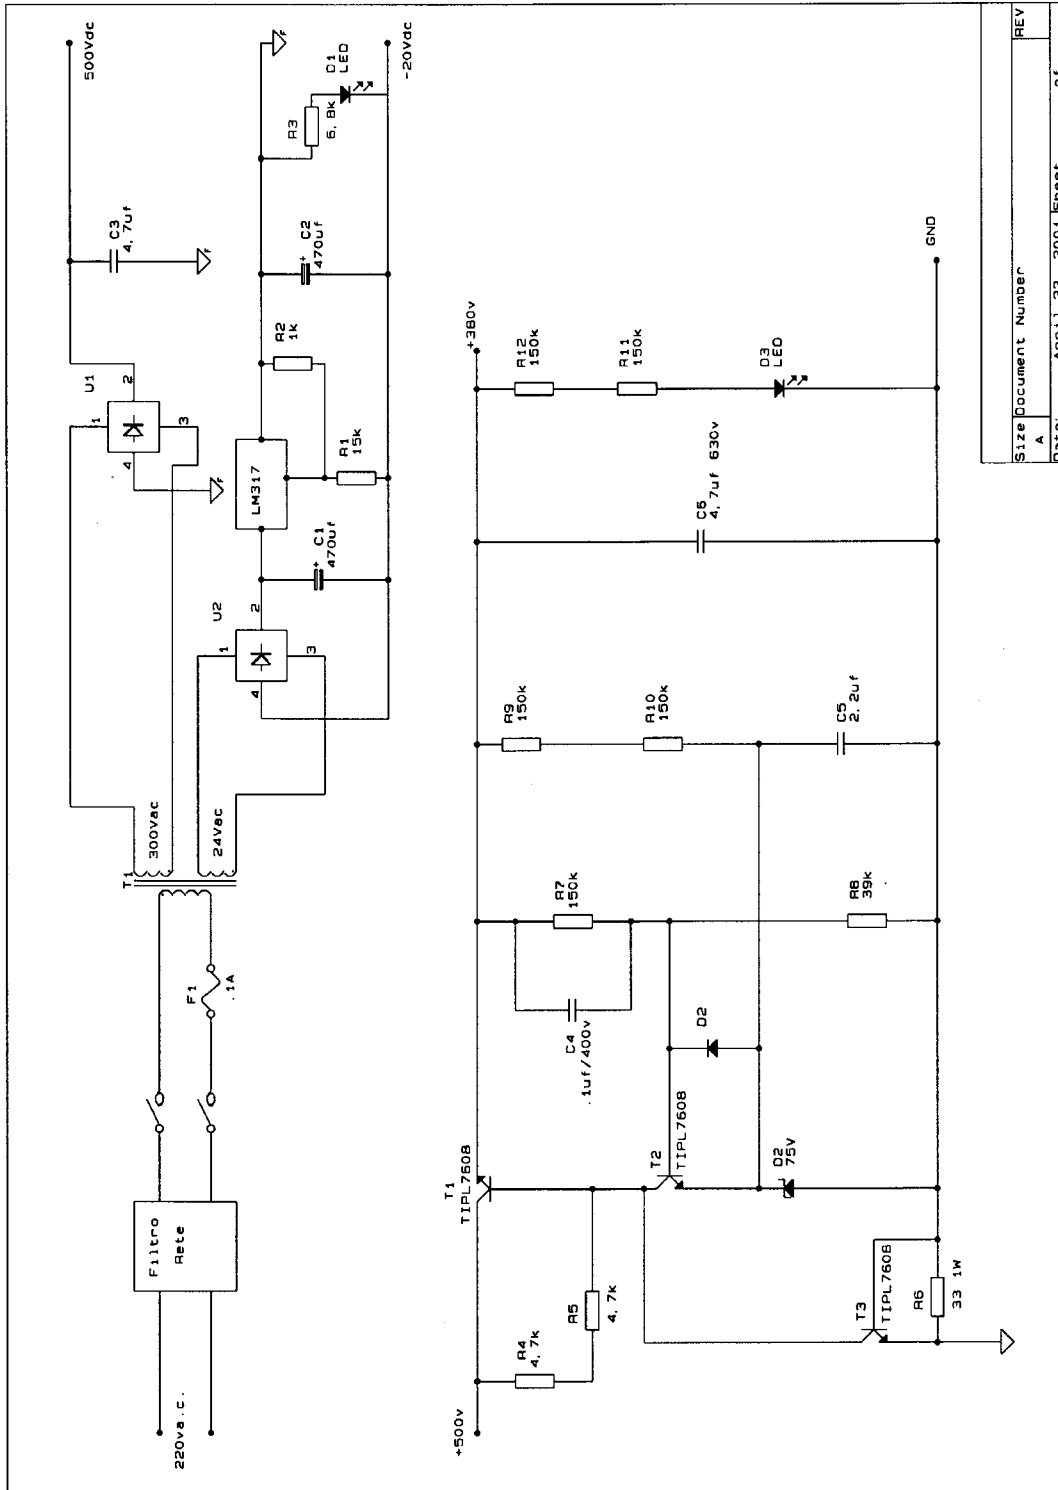 220va.c.
Filtro
Rete
F1
.1A
T1
300Vac
24Vac
U1
1
2
3
4
U2
1
2
3
4
C1
+
470uf
LM317
R1
15k
R2
1k
C2
+
470uf
C3
4,7uf
R3
6,8k
D1
LED
F
F
F
500Vdc
-20Vdc
+500v
R4
4,7k
R5
4,7k
T1
TIPL7608
T2
TIPL7608
T3
TIPL7608
R6
33 1W
D2
75V
D2
C4
.1uf/400v
R7
150k
R8
39k
R9
150k
R10
150k
C5
2,2uf
C6
4,7uf 630v
R12
150k
R11
150k
D3
LED
+380v
GND
Size
A
Document Number
REV